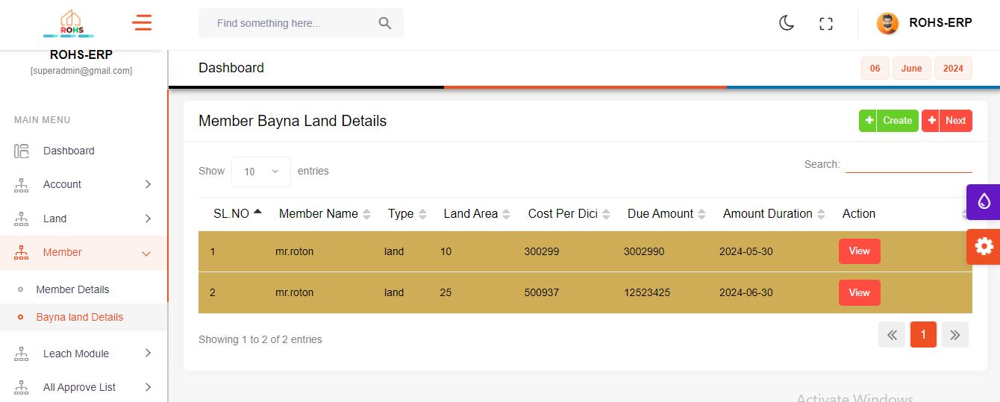 ROHS
Find something here...
ROHS-ERP
ROHS-ERP
[superadmin@gmail.com]
Dashboard
06 June 2024
MAIN MENU
Dashboard
Account
Land
Member
Member Details
Bayna land Details
Leach Module
All Approve List
Member Bayna Land Details
Create Next
Show 10 entries
Search:
SL.NO Member Name Type Land Area Cost Per Dici Due Amount Amount Duration Action
1 mr.roton land 10 300299 3002990 2024-05-30 View
2 mr.roton land 25 500937 12523425 2024-06-30 View
Showing 1 to 2 of 2 entries
1
Activate Windows